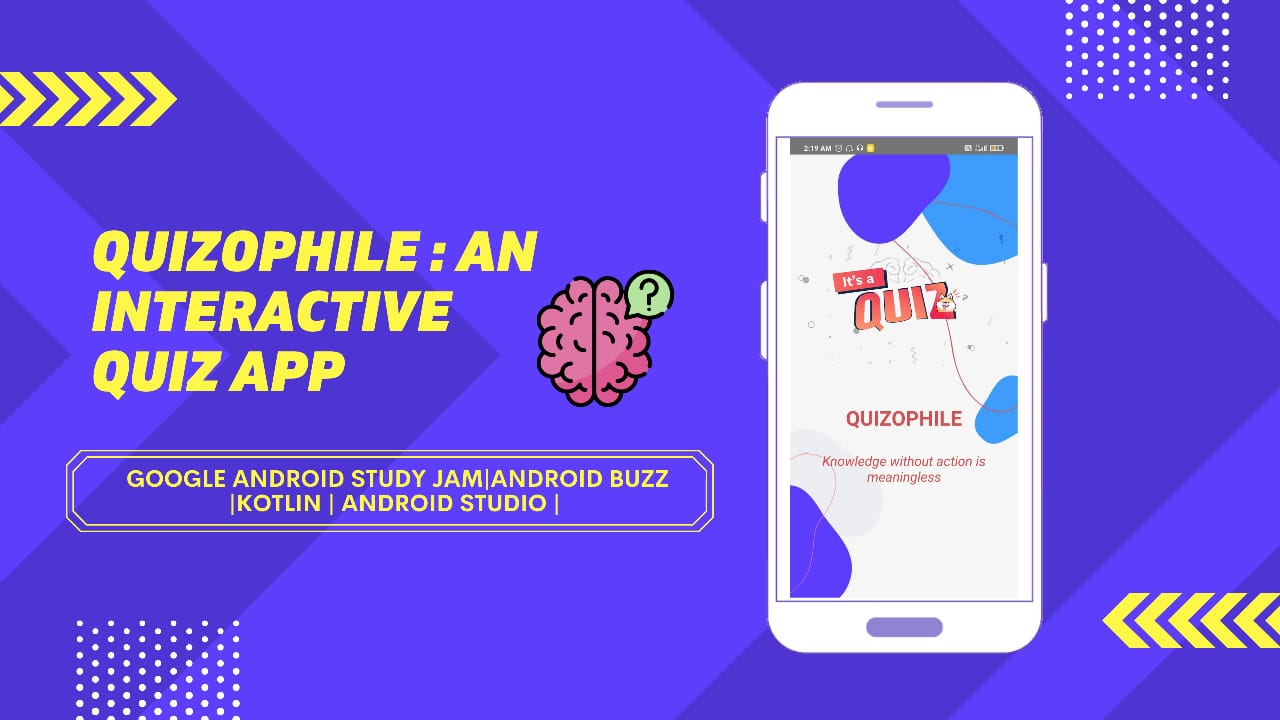 QUIZOPHILE : AN
INTERACTIVE
QUIZ APP
?
GOOGLE ANDROID STUDY JAM|ANDROID BUZZ
|KOTLIN | ANDROID STUDIO |
2:19 AM
It's a
QUIZ
QUIZOPHILE
Knowledge without action is
meaningless